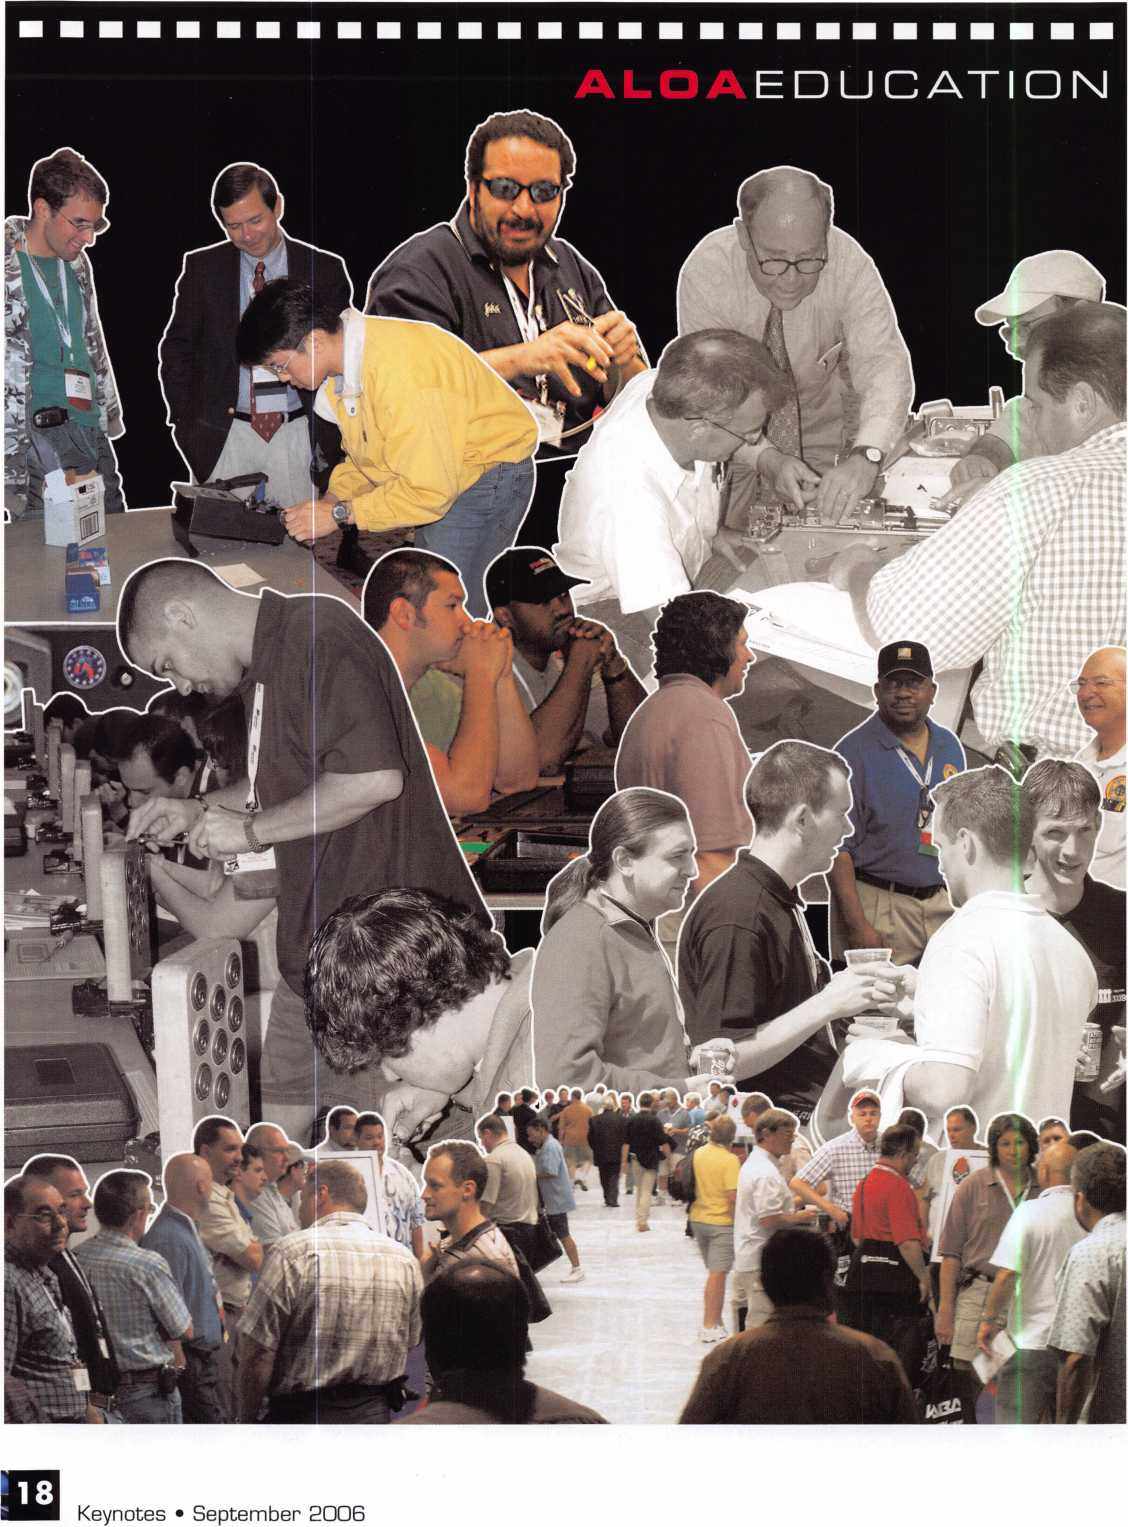 ALOAEDUCATION
18
Keynotes • September 2006